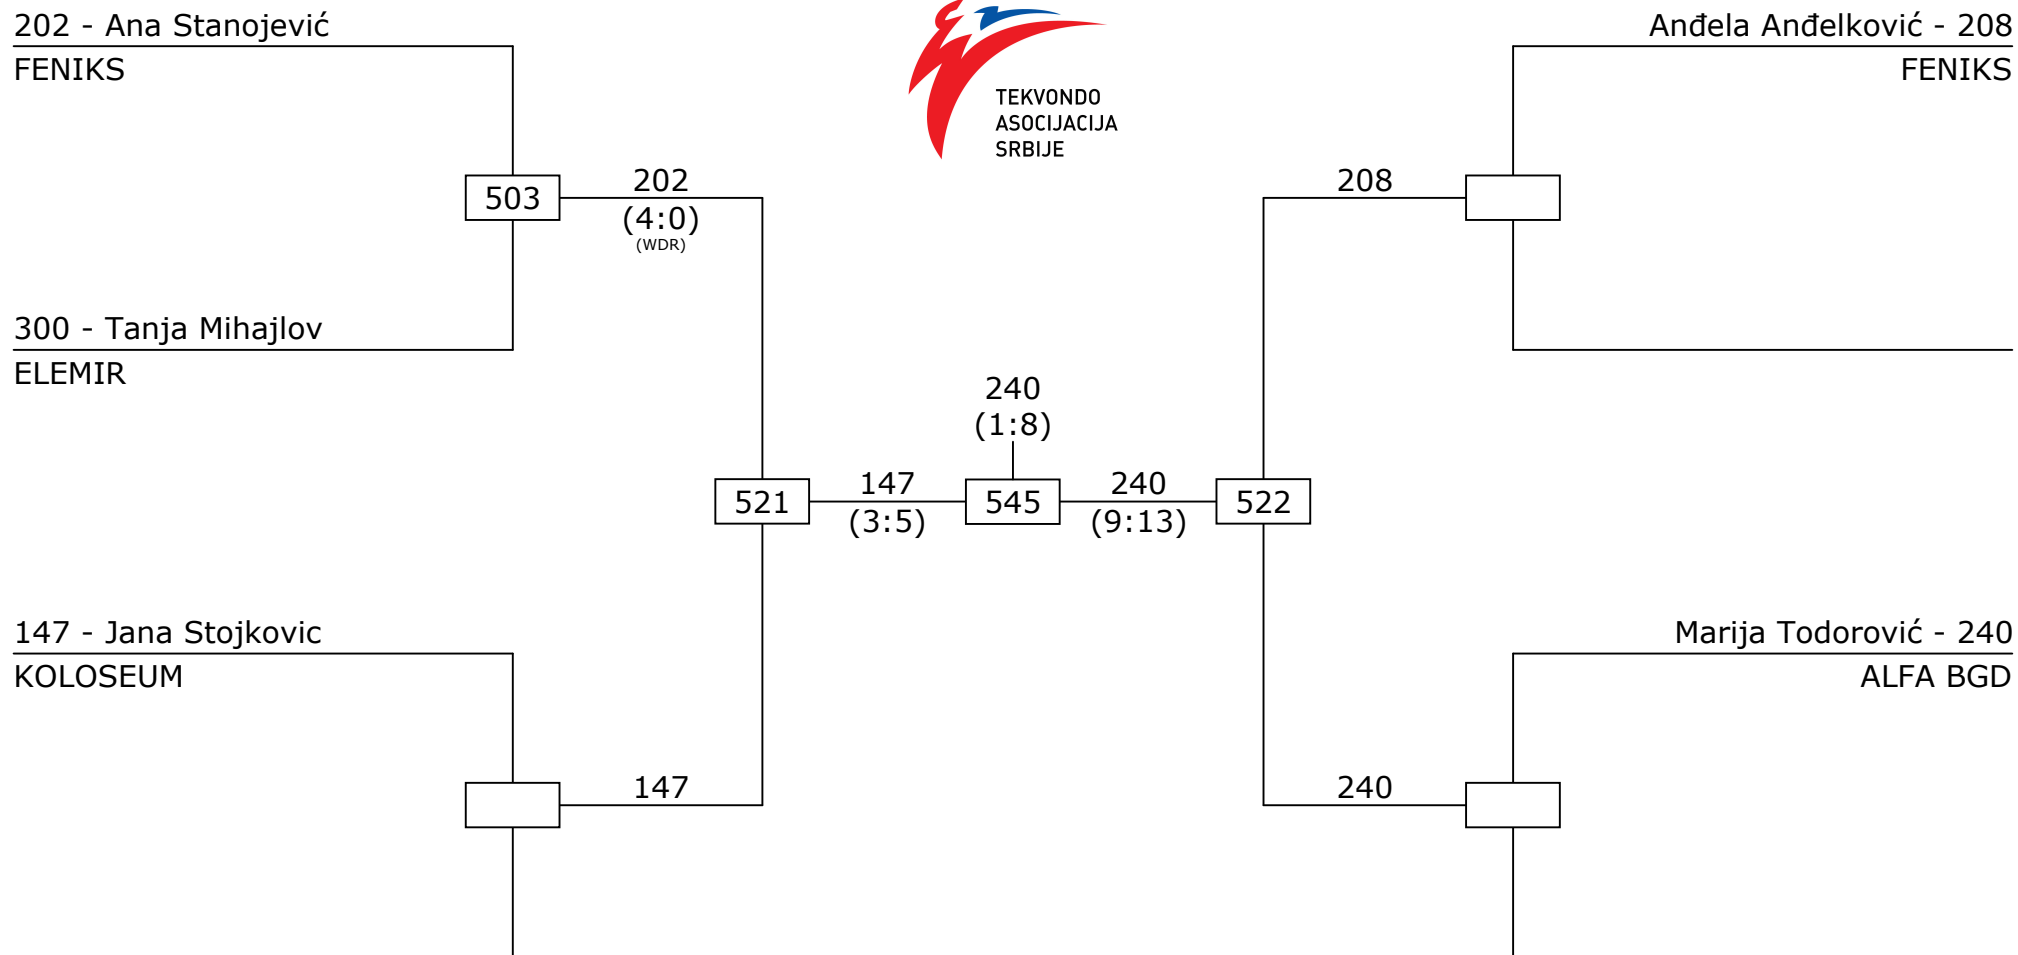 202 - Ana Stanojević
FENIKS
Anđela Anđelković - 208
FENIKS
TEKVONDO
ASOCIJACIJA
SRBIJE
503
202
(4:0)
(WDR)
208
300 - Tanja Mihajlov
ELEMIR
240
(1:8)
521
147
(3:5)
545
240
(9:13)
522
147 - Jana Stojkovic
KOLOSEUM
Marija Todorović - 240
ALFA BGD
147
240